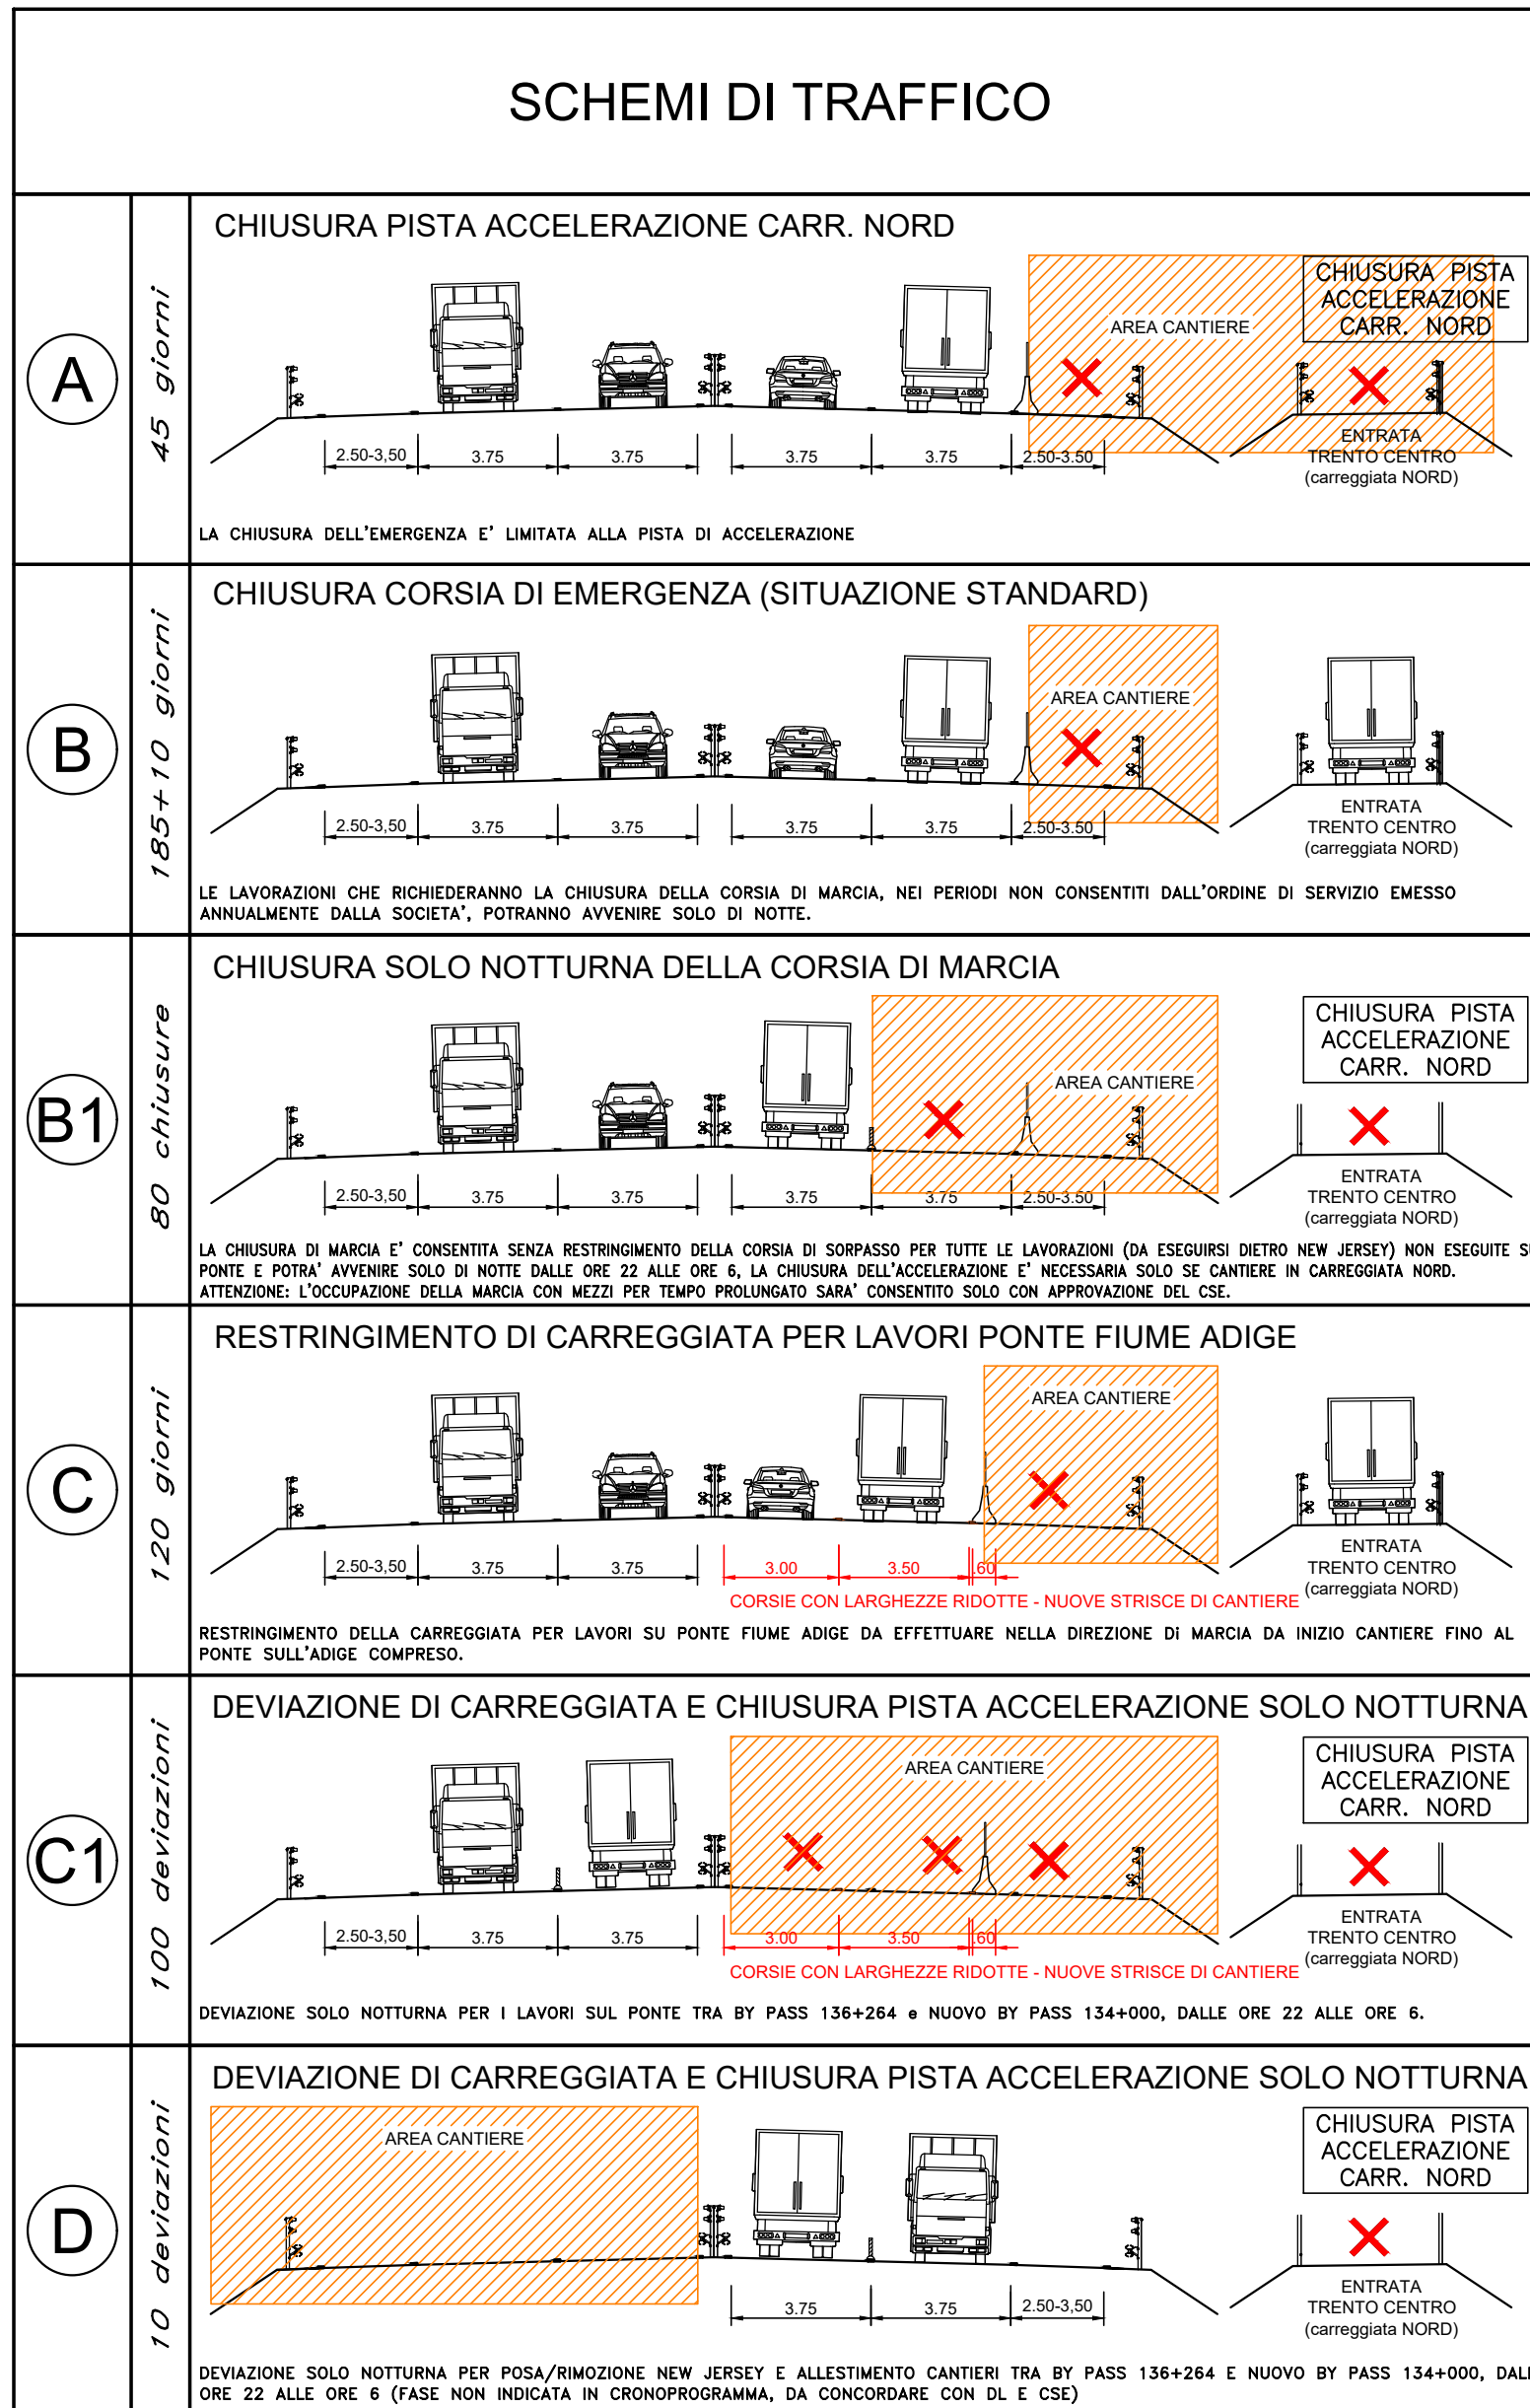 SCHEMI DI TRAFFICO
A
45 giorni
CHIUSURA PISTA ACCELERAZIONE CARR. NORD
AREA CANTIERE
CHIUSURA PISTA
ACCELERAZIONE
CARR. NORD
2.50-3,50
3.75
3.75
3.75
3.75
2.50-3.50
ENTRATA
TRENTO CENTRO
(carreggiata NORD)
LA CHIUSURA DELL'EMERGENZA E' LIMITATA ALLA PISTA DI ACCELERAZIONE
B
185+10 giorni
CHIUSURA CORSIA DI EMERGENZA (SITUAZIONE STANDARD)
AREA CANTIERE
2.50-3,50
3.75
3.75
3.75
3.75
2.50-3.50
ENTRATA
TRENTO CENTRO
(carreggiata NORD)
LE LAVORAZIONI CHE RICHIEDERANNO LA CHIUSURA DELLA CORSIA DI MARCIA, NEI PERIODI NON CONSENTITI DALL'ORDINE DI SERVIZIO EMESSO
ANNUALMENTE DALLA SOCIETA', POTRANNO AVVENIRE SOLO DI NOTTE.
B1
80 chiusure
CHIUSURA SOLO NOTTURNA DELLA CORSIA DI MARCIA
AREA CANTIERE
CHIUSURA PISTA
ACCELERAZIONE
CARR. NORD
2.50-3,50
3.75
3.75
3.75
3.75
2.50-3.50
ENTRATA
TRENTO CENTRO
(carreggiata NORD)
LA CHIUSURA DI MARCIA E' CONSENTITA SENZA RESTRINGIMENTO DELLA CORSIA DI SORPASSO PER TUTTE LE LAVORAZIONI (DA ESEGUIRSI DIETRO NEW JERSEY) NON ESEGUITE
PONTE E POTRA' AVVENIRE SOLO DI NOTTE DALLE ORE 22 ALLE ORE 6, LA CHIUSURA DELL'ACCELERAZIONE E' NECESSARIA SOLO SE CANTIERE IN CARREGGIATA NORD.
ATTENZIONE: L'OCCUPAZIONE DELLA MARCIA CON MEZZI PER TEMPO PROLUNGATO SARA' CONSENTITO SOLO CON APPROVAZIONE DEL CSE.
C
120 giorni
RESTRINGIMENTO DI CARREGGIATA PER LAVORI PONTE FIUME ADIGE
AREA CANTIERE
2.50-3,50
3.75
3.75
3.00
3.50
.60
CORSIE CON LARGHEZZE RIDOTTE - NUOVE STRISCE DI CANTIERE
ENTRATA
TRENTO CENTRO
(carreggiata NORD)
RESTRINGIMENTO DELLA CARREGGIATA PER LAVORI SU PONTE FIUME ADIGE DA EFFETTUARE NELLA DIREZIONE Di MARCIA DA INIZIO CANTIERE FINO AL
PONTE SULL'ADIGE COMPRESO.
C1
100 deviazioni
DEVIAZIONE DI CARREGGIATA E CHIUSURA PISTA ACCELERAZIONE SOLO NOTTURNA
AREA CANTIERE
CHIUSURA PISTA
ACCELERAZIONE
CARR. NORD
2.50-3,50
3.75
3.75
3.00
3.50
.60
CORSIE CON LARGHEZZE RIDOTTE - NUOVE STRISCE DI CANTIERE
ENTRATA
TRENTO CENTRO
(carreggiata NORD)
DEVIAZIONE SOLO NOTTURNA PER I LAVORI SUL PONTE TRA BY PASS 136+264 e NUOVO BY PASS 134+000, DALLE ORE 22 ALLE ORE 6.
D
10 deviazioni
DEVIAZIONE DI CARREGGIATA E CHIUSURA PISTA ACCELERAZIONE SOLO NOTTURNA
AREA CANTIERE
CHIUSURA PISTA
ACCELERAZIONE
CARR. NORD
3.75
3.75
2.50-3,50
ENTRATA
TRENTO CENTRO
(carreggiata NORD)
DEVIAZIONE SOLO NOTTURNA PER POSA/RIMOZIONE NEW JERSEY E ALLESTIMENTO CANTIERI TRA BY PASS 136+264 E NUOVO BY PASS 134+000,
ORE 22 ALLE ORE 6 (FASE NON INDICATA IN CRONOPROGRAMMA, DA CONCORDARE CON DL E CSE)